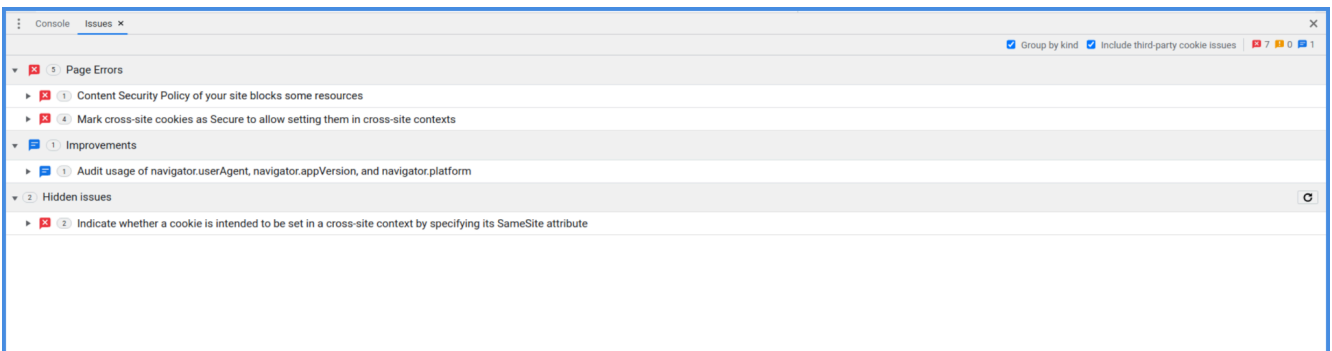 Console Issues ×
Group by kind Include third-party cookie issues 7 0 1
5 Page Errors
1 Content Security Policy of your site blocks some resources
4 Mark cross-site cookies as Secure to allow setting them in cross-site contexts
1 Improvements
1 Audit usage of navigator.userAgent, navigator.appVersion, and navigator.platform
2 Hidden issues
2 Indicate whether a cookie is intended to be set in a cross-site context by specifying its SameSite attribute